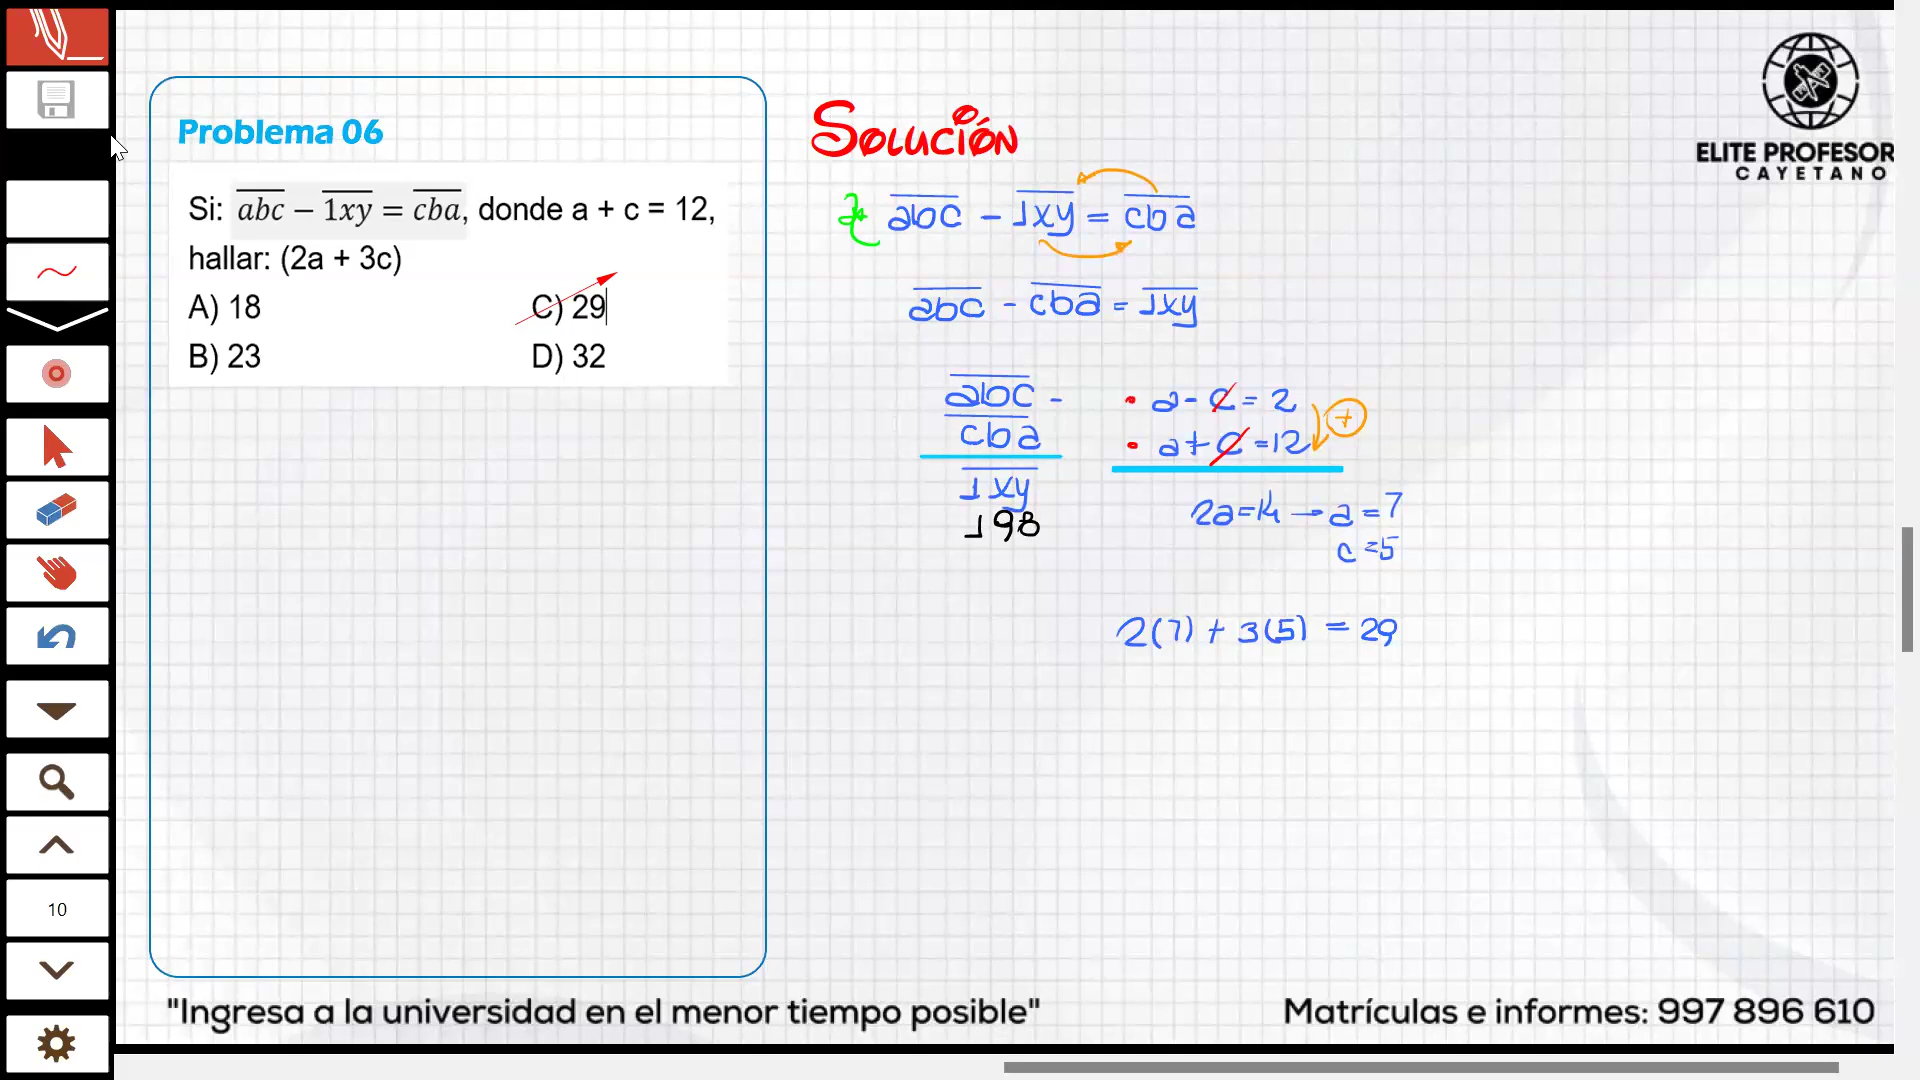 Problema 06
Si: abc − 1xy = cba, donde a + c = 12,
hallar: (2a + 3c)
A) 18
C) 29
B) 23
D) 32
SOLUCIÓN
abc - 1xy = cba
abc - cba = 1xy
abc -
cba
1xy
198
• a - c = 2
• a + c = 12
+
2a = 14 → a = 7
c = 5
2(7) + 3(5) = 29
ELITE PROFESOR
CAYETANO
10
"Ingresa a la universidad en el menor tiempo posible"
Matrículas e informes: 997 896 610